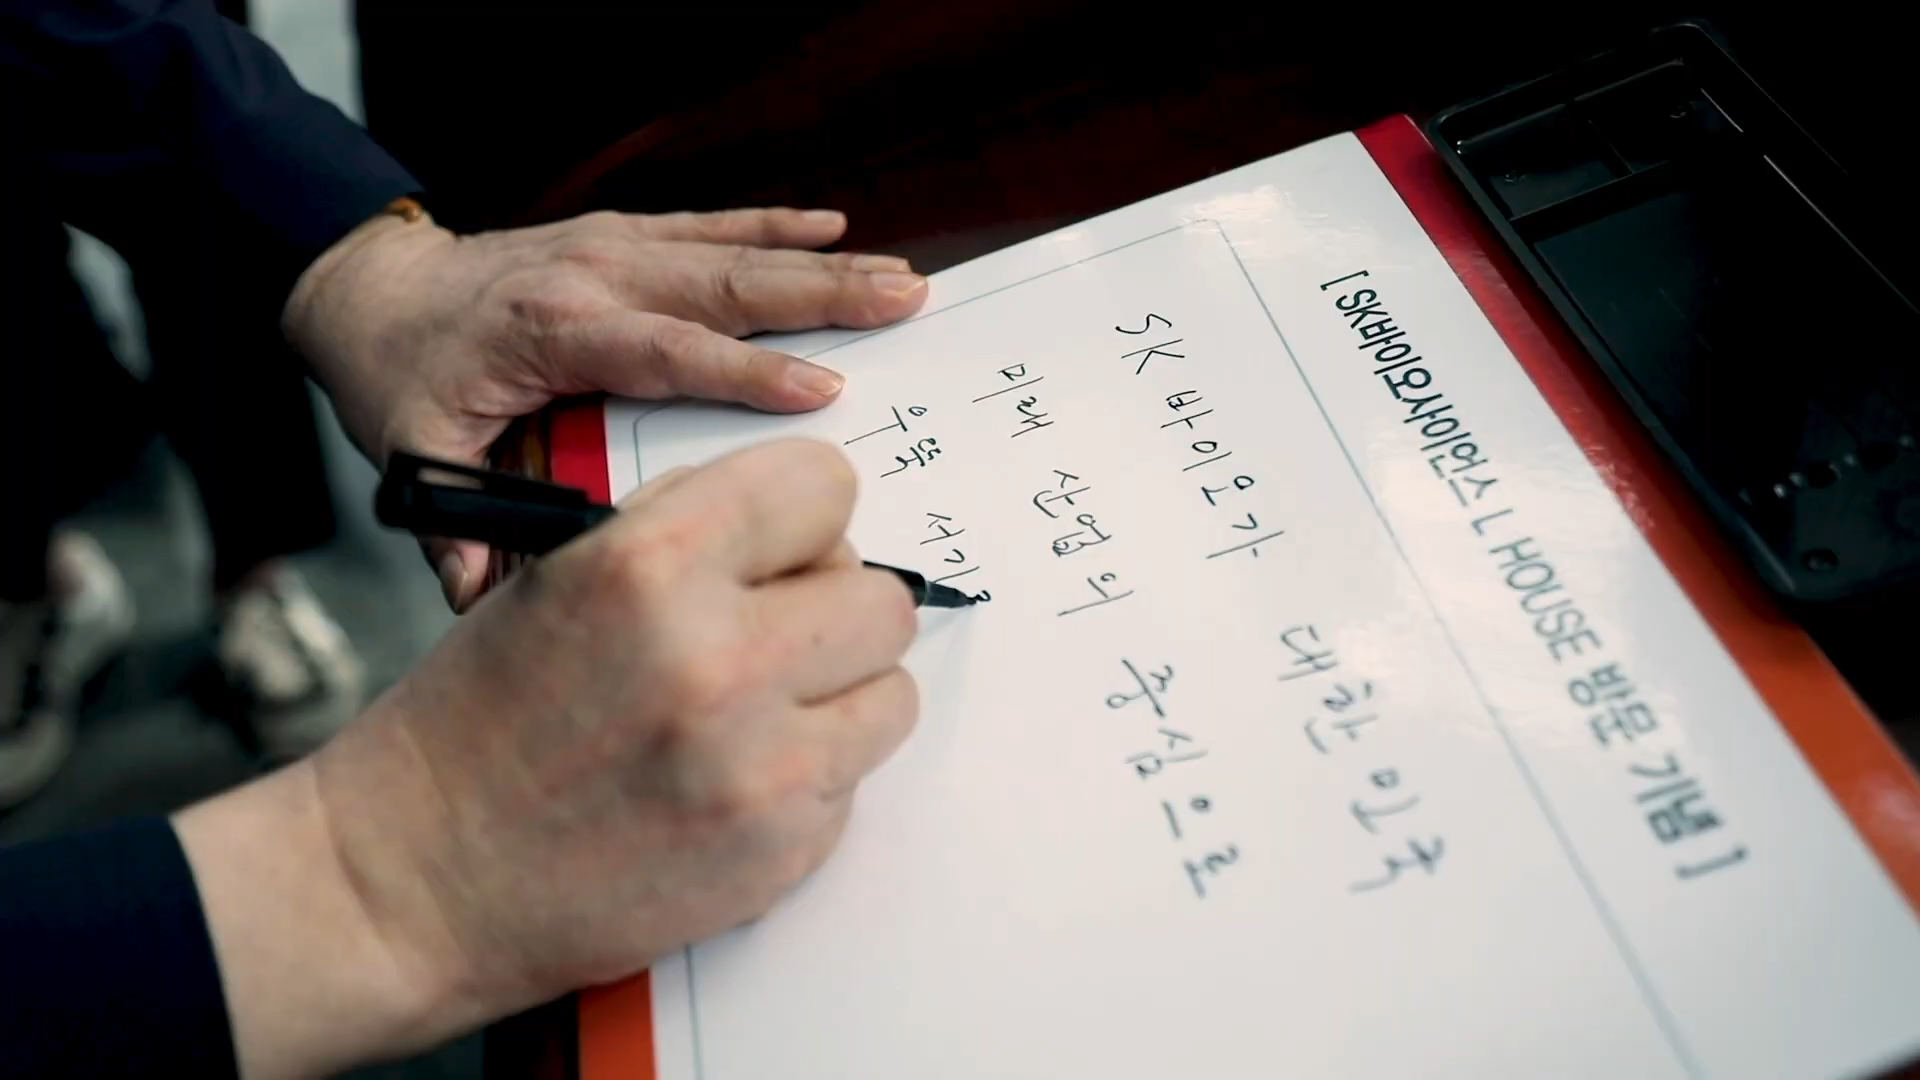 [ SK바이오사이언스 L HOUSE 방문 기념 ]
SK 바이오가 대한민국
미래 산업의 중심으로
우뚝 서기를